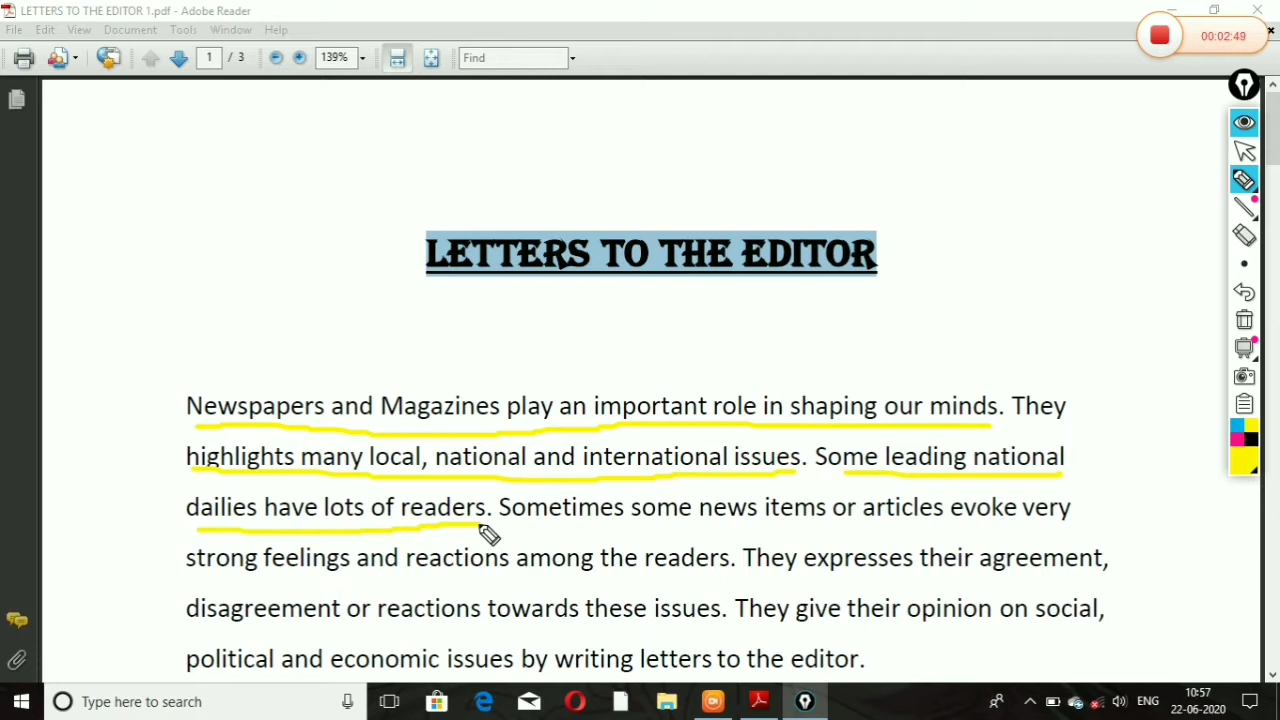 LETTERS TO THE EDITOR 1.pdf - Adobe Reader
File Edit View Document Tools Window Help
00:02:49
1 / 3 139% Find
LETTERS TO THE EDITOR
Newspapers and Magazines play an important role in shaping our minds. They
highlights many local, national and international issues. Some leading national
dailies have lots of readers. Sometimes some news items or articles evoke very
strong feelings and reactions among the readers. They expresses their agreement,
disagreement or reactions towards these issues. They give their opinion on social,
political and economic issues by writing letters to the editor.
Type here to search
ENG
10:57
22-06-2020